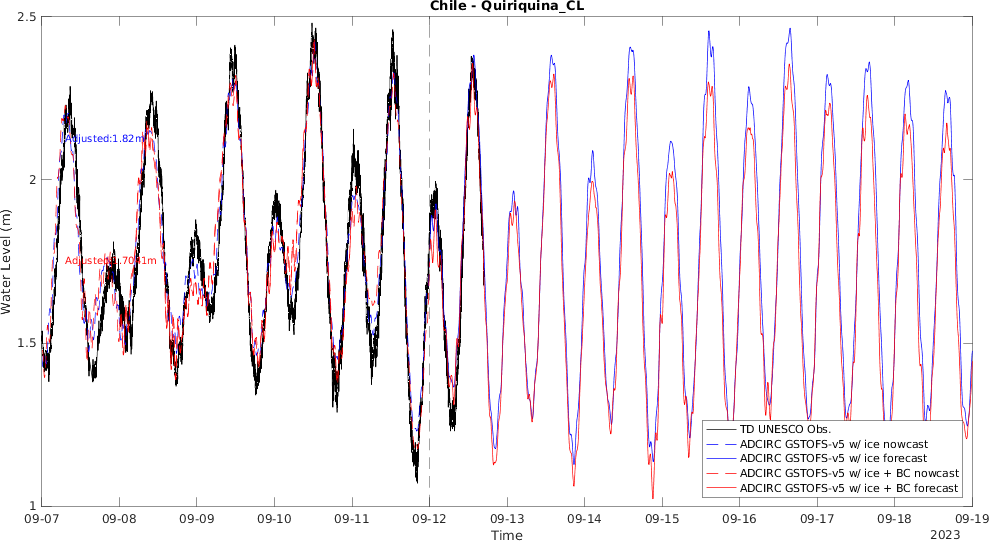 Chile - Quiriquina_CL
2.5
2
1.5
1
Water Level (m)
Adjusted:1.82m
TD UNESCO Obs.
ADCIRC GSTOFS-v5 w/ ice nowcast
ADCIRC GSTOFS-v5 w/ ice forecast
ADCIRC GSTOFS-v5 w/ ice + BC nowcast
ADCIRC GSTOFS-v5 w/ ice + BC forecast
09-07 09-08 09-09 09-10 09-11 09-12 09-13 09-14 09-15 09-16 09-17 09-18 09-19
Time
2023